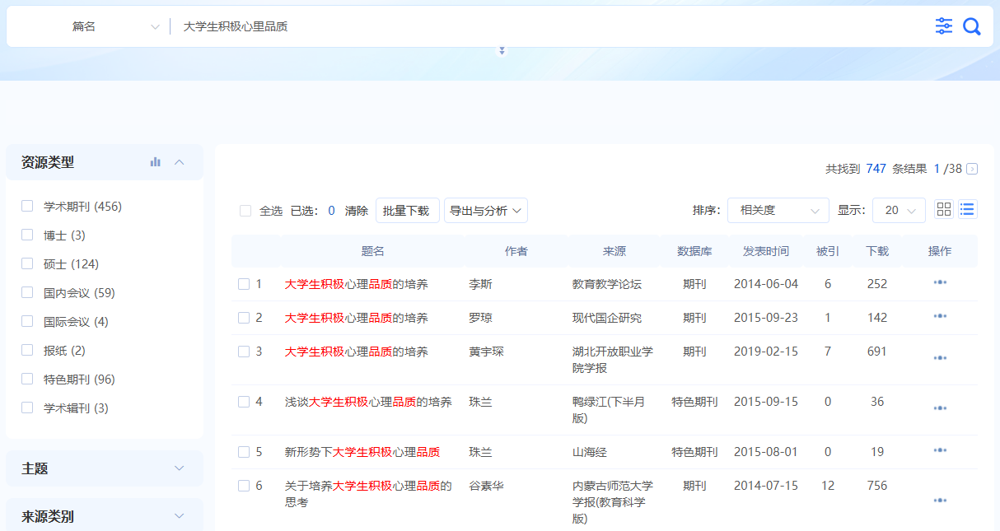 篇名 大学生积极心里品质
资源类型
学术期刊 (456)
博士 (3)
硕士 (124)
国内会议 (59)
国际会议 (4)
报纸 (2)
特色期刊 (96)
学术辑刊 (3)
主题
来源类别
共找到 747 条结果 1 /38
全选 已选: 0 清除 批量下载 导出与分析 排序: 相关度 显示: 20
题名 作者 来源 数据库 发表时间 被引 下载 操作
1 大学生积极心理品质的培养 李斯 教育教学论坛 期刊 2014-06-04 6 252
2 大学生积极心理品质的培养 罗琼 现代国企研究 期刊 2015-09-23 1 142
3 大学生积极心理品质的培养 黄宇琛 湖北开放职业学 期刊 2019-02-15 7 691
院学报
4 浅谈大学生积极心理品质的培养 珠兰 鸭绿江(下半月 特色期刊 2015-09-15 0 36
版)
5 新形势下大学生积极心理品质 珠兰 山海经 特色期刊 2015-08-01 0 19
6 关于培养大学生积极心理品质的 谷素华 内蒙古师范大学 期刊 2014-07-15 12 756
思考 学报(教育科学
版)